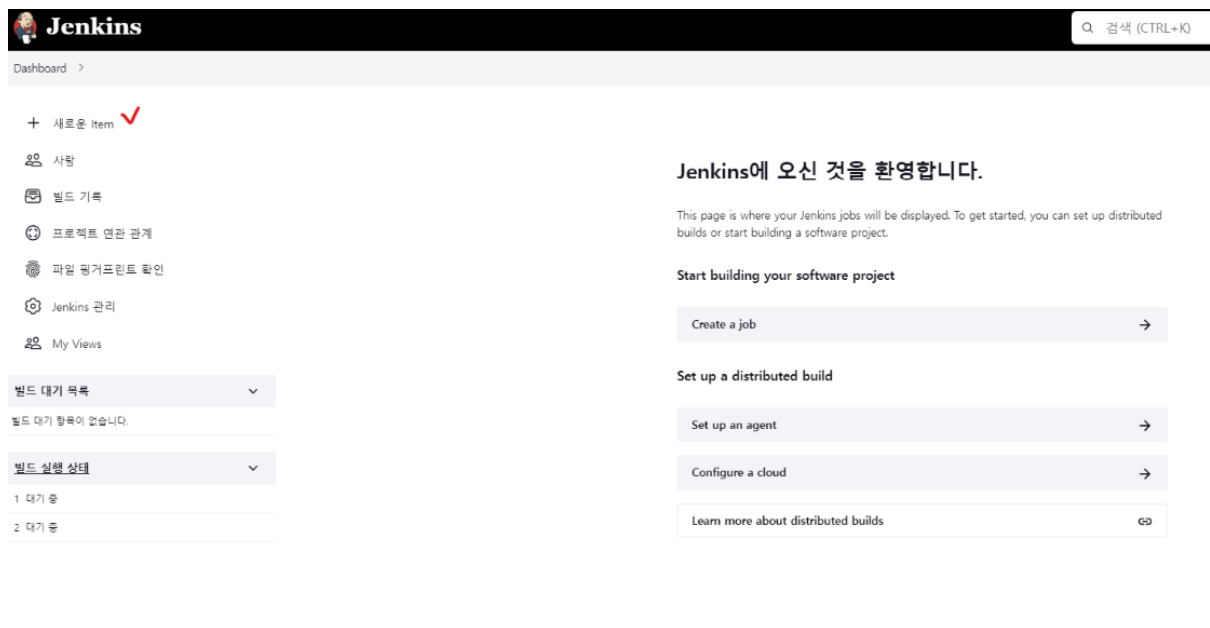 Jenkins
검색 (CTRL+K)
Dashboard >
+ 새로운 Item
사람
빌드 기록
프로젝트 연관 관계
파일 핑거프린트 확인
Jenkins 관리
My Views
빌드 대기 목록
빌드 대기 항목이 없습니다.
빌드 실행 상태
1 대기 중
2 대기 중
Jenkins에 오신 것을 환영합니다.
This page is where your Jenkins jobs will be displayed. To get started, you can set up distributed
builds or start building a software project.
Start building your software project
Create a job
Set up a distributed build
Set up an agent
Configure a cloud
Learn more about distributed builds